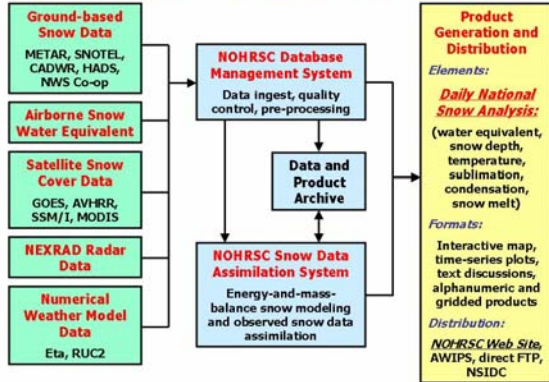 Ground-based
Snow Data
METAR, SNOTEL,
CADWR, HADS,
NWS Co-op
Airborne Snow
Water Equivalent
Satellite Snow
Cover Data
GOES, AVHRR,
SSM/I, MODIS
NEXRAD Radar
Data
Numerical
Weather Model
Data
Eta, RUC2
NOHRSC Database
Management System
Data ingest, quality
control, pre-processing
Data and
Product
Archive
NOHRSC Snow Data
Assimilation System
Energy-and-mass-
balance snow modeling
and observed snow data
assimilation
Product
Generation and
Distribution
Elements:
Daily National
Snow Analysis:
(water equivalent,
snow depth,
temperature,
sublimation,
condensation,
snow melt)
Formats:
Interactive map,
time-series plots,
text discussions,
alphanumeric and
gridded products
Distribution:
NOHRSC Web Site,
AWIPS, direct FTP,
NSIDC